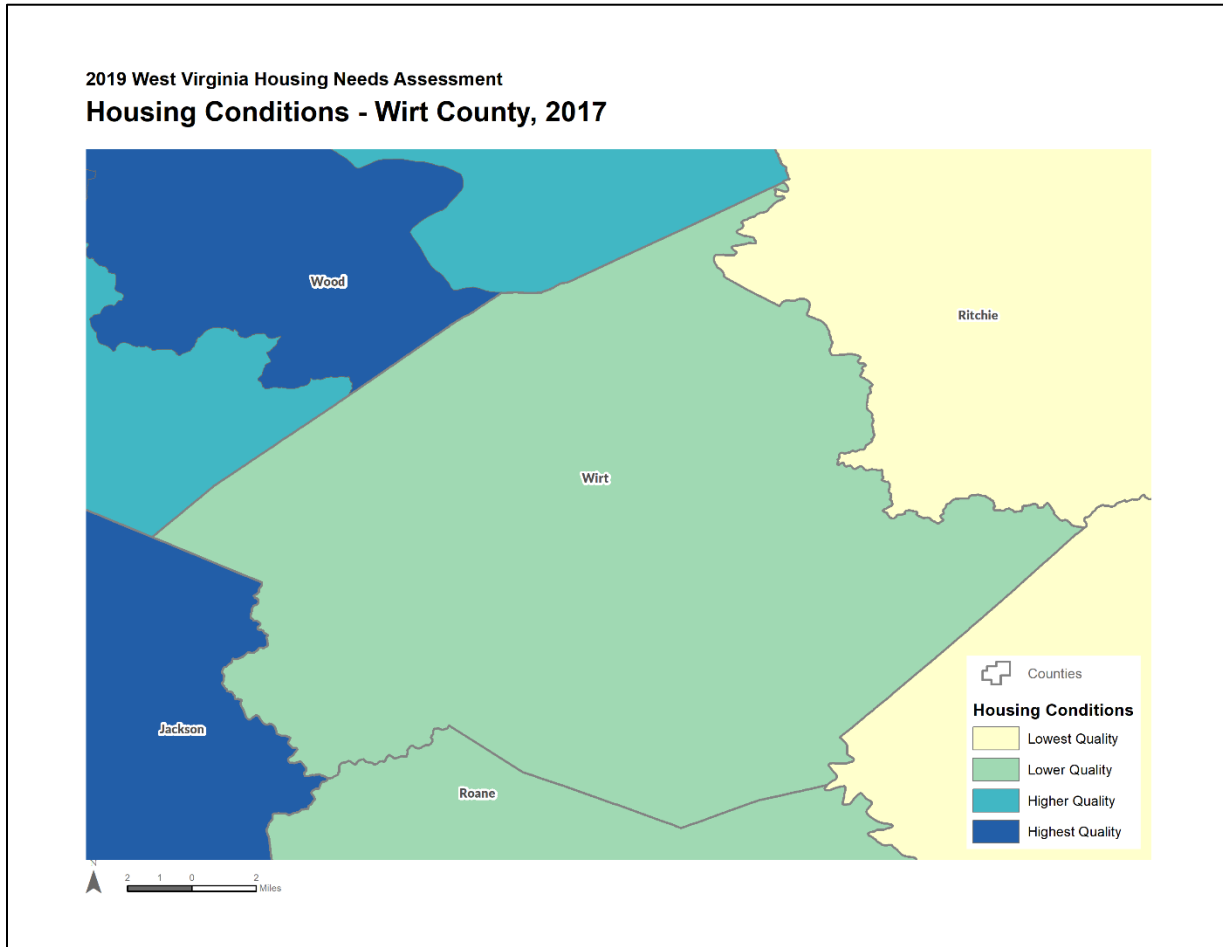 2019 West Virginia Housing Needs Assessment
Housing Conditions - Wirt County, 2017
Wood
Ritchie
Wirt
Jackson
Roane
Counties
Housing Conditions
Lowest Quality
Lower Quality
Higher Quality
Highest Quality
N
2 1 0 2
Miles